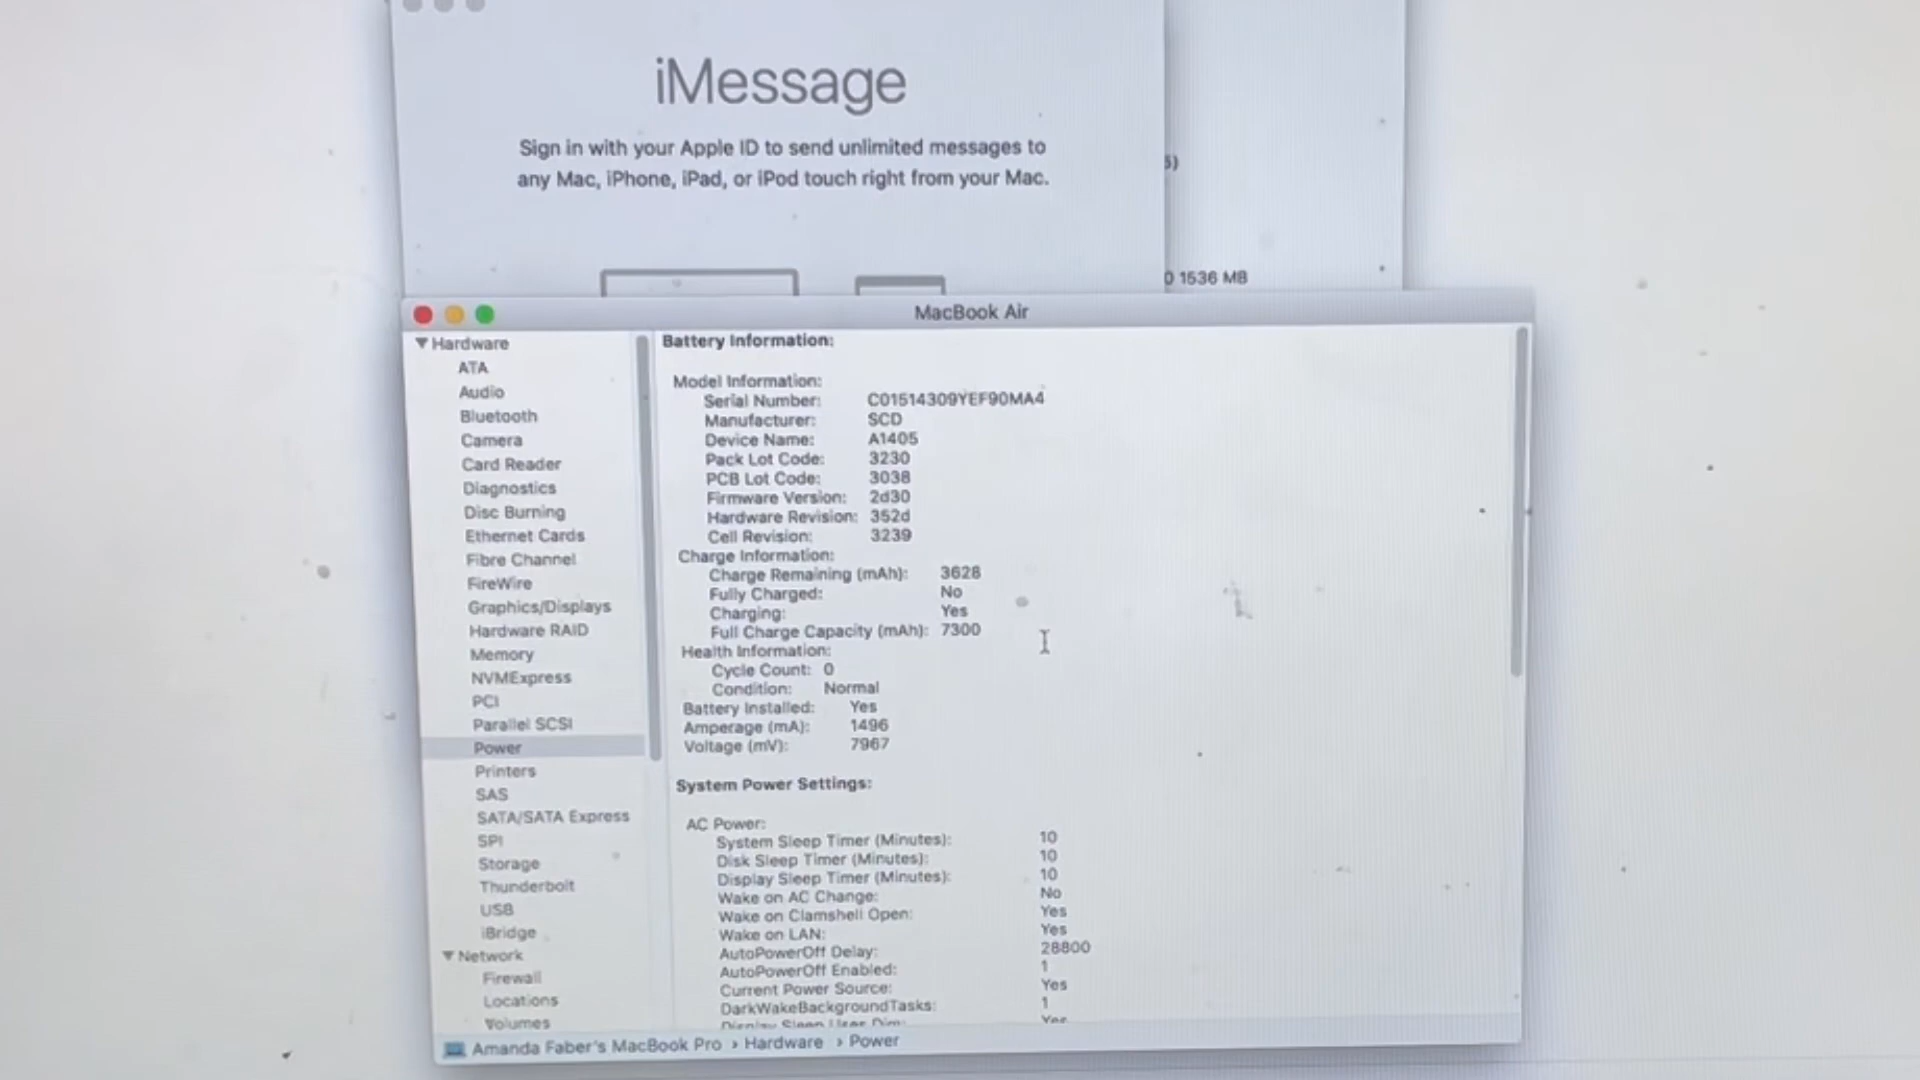 iMessage
Sign in with your Apple ID to send unlimited messages to
any Mac, iPhone, iPad, or iPod touch right from your Mac.
5)
0 1536 MB
MacBook Air
Hardware
ATA
Audio
Bluetooth
Camera
Card Reader
Diagnostics
Disc Burning
Ethernet Cards
Fibre Channel
FireWire
Graphics/Displays
Hardware RAID
Memory
NVMExpress
PCI
Parallel SCSI
Power
Printers
SAS
SATA/SATA Express
SPI
Storage
Thunderbolt
USB
iBridge
Network
Firewall
Locations
Volumes
Battery Information:
Model Information:
Serial Number: C01514309YEF90MA4
Manufacturer: SCD
Device Name: A1405
Pack Lot Code: 3230
PCB Lot Code: 3038
Firmware Version: 2d30
Hardware Revision: 352d
Cell Revision: 3239
Charge Information:
Charge Remaining (mAh): 3628
Fully Charged: No
Charging: Yes
Full Charge Capacity (mAh): 7300
Health Information:
Cycle Count: 0
Condition: Normal
Battery Installed: Yes
Amperage (mA): 1496
Voltage (mV): 7967
System Power Settings:
AC Power:
System Sleep Timer (Minutes): 10
Disk Sleep Timer (Minutes): 10
Display Sleep Timer (Minutes): 10
Wake on AC Change: No
Wake on Clamshell Open: Yes
Wake on LAN: Yes
AutoPowerOff Delay: 28800
AutoPowerOff Enabled: 1
Current Power Source: Yes
DarkWakeBackgroundTasks: 1
Display Sleep User Dim: Yes
Amanda Faber's MacBook Pro › Hardware › Power